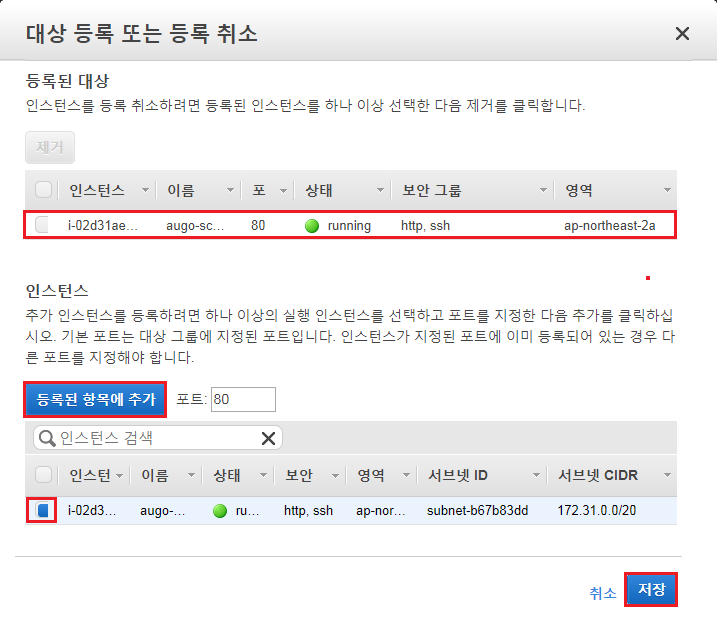 대상 등록 또는 등록 취소
등록된 대상
인스턴스를 등록 취소하려면 등록된 인스턴스를 하나 이상 선택한 다음 제거를 클릭합니다.
제거
인스턴스 이름 포 상태 보안 그룹 영역
i-02d31ae... augo-sc... 80 running http, ssh ap-northeast-2a
인스턴스
추가 인스턴스를 등록하려면 하나 이상의 실행 인스턴스를 선택하고 포트를 지정한 다음 추가를 클릭하십
시오. 기본 포트는 대상 그룹에 지정된 포트입니다. 인스턴스가 지정된 포트에 이미 등록되어 있는 경우 다
른 포트를 지정해야 합니다.
등록된 항목에 추가 포트: 80
인스턴스 검색
인스턴 이름 상태 보안 영역 서브넷 ID 서브넷 CIDR
i-02d3... augo-... ru... http, ssh ap-nor... subnet-b67b83dd 172.31.0.0/20
취소 저장